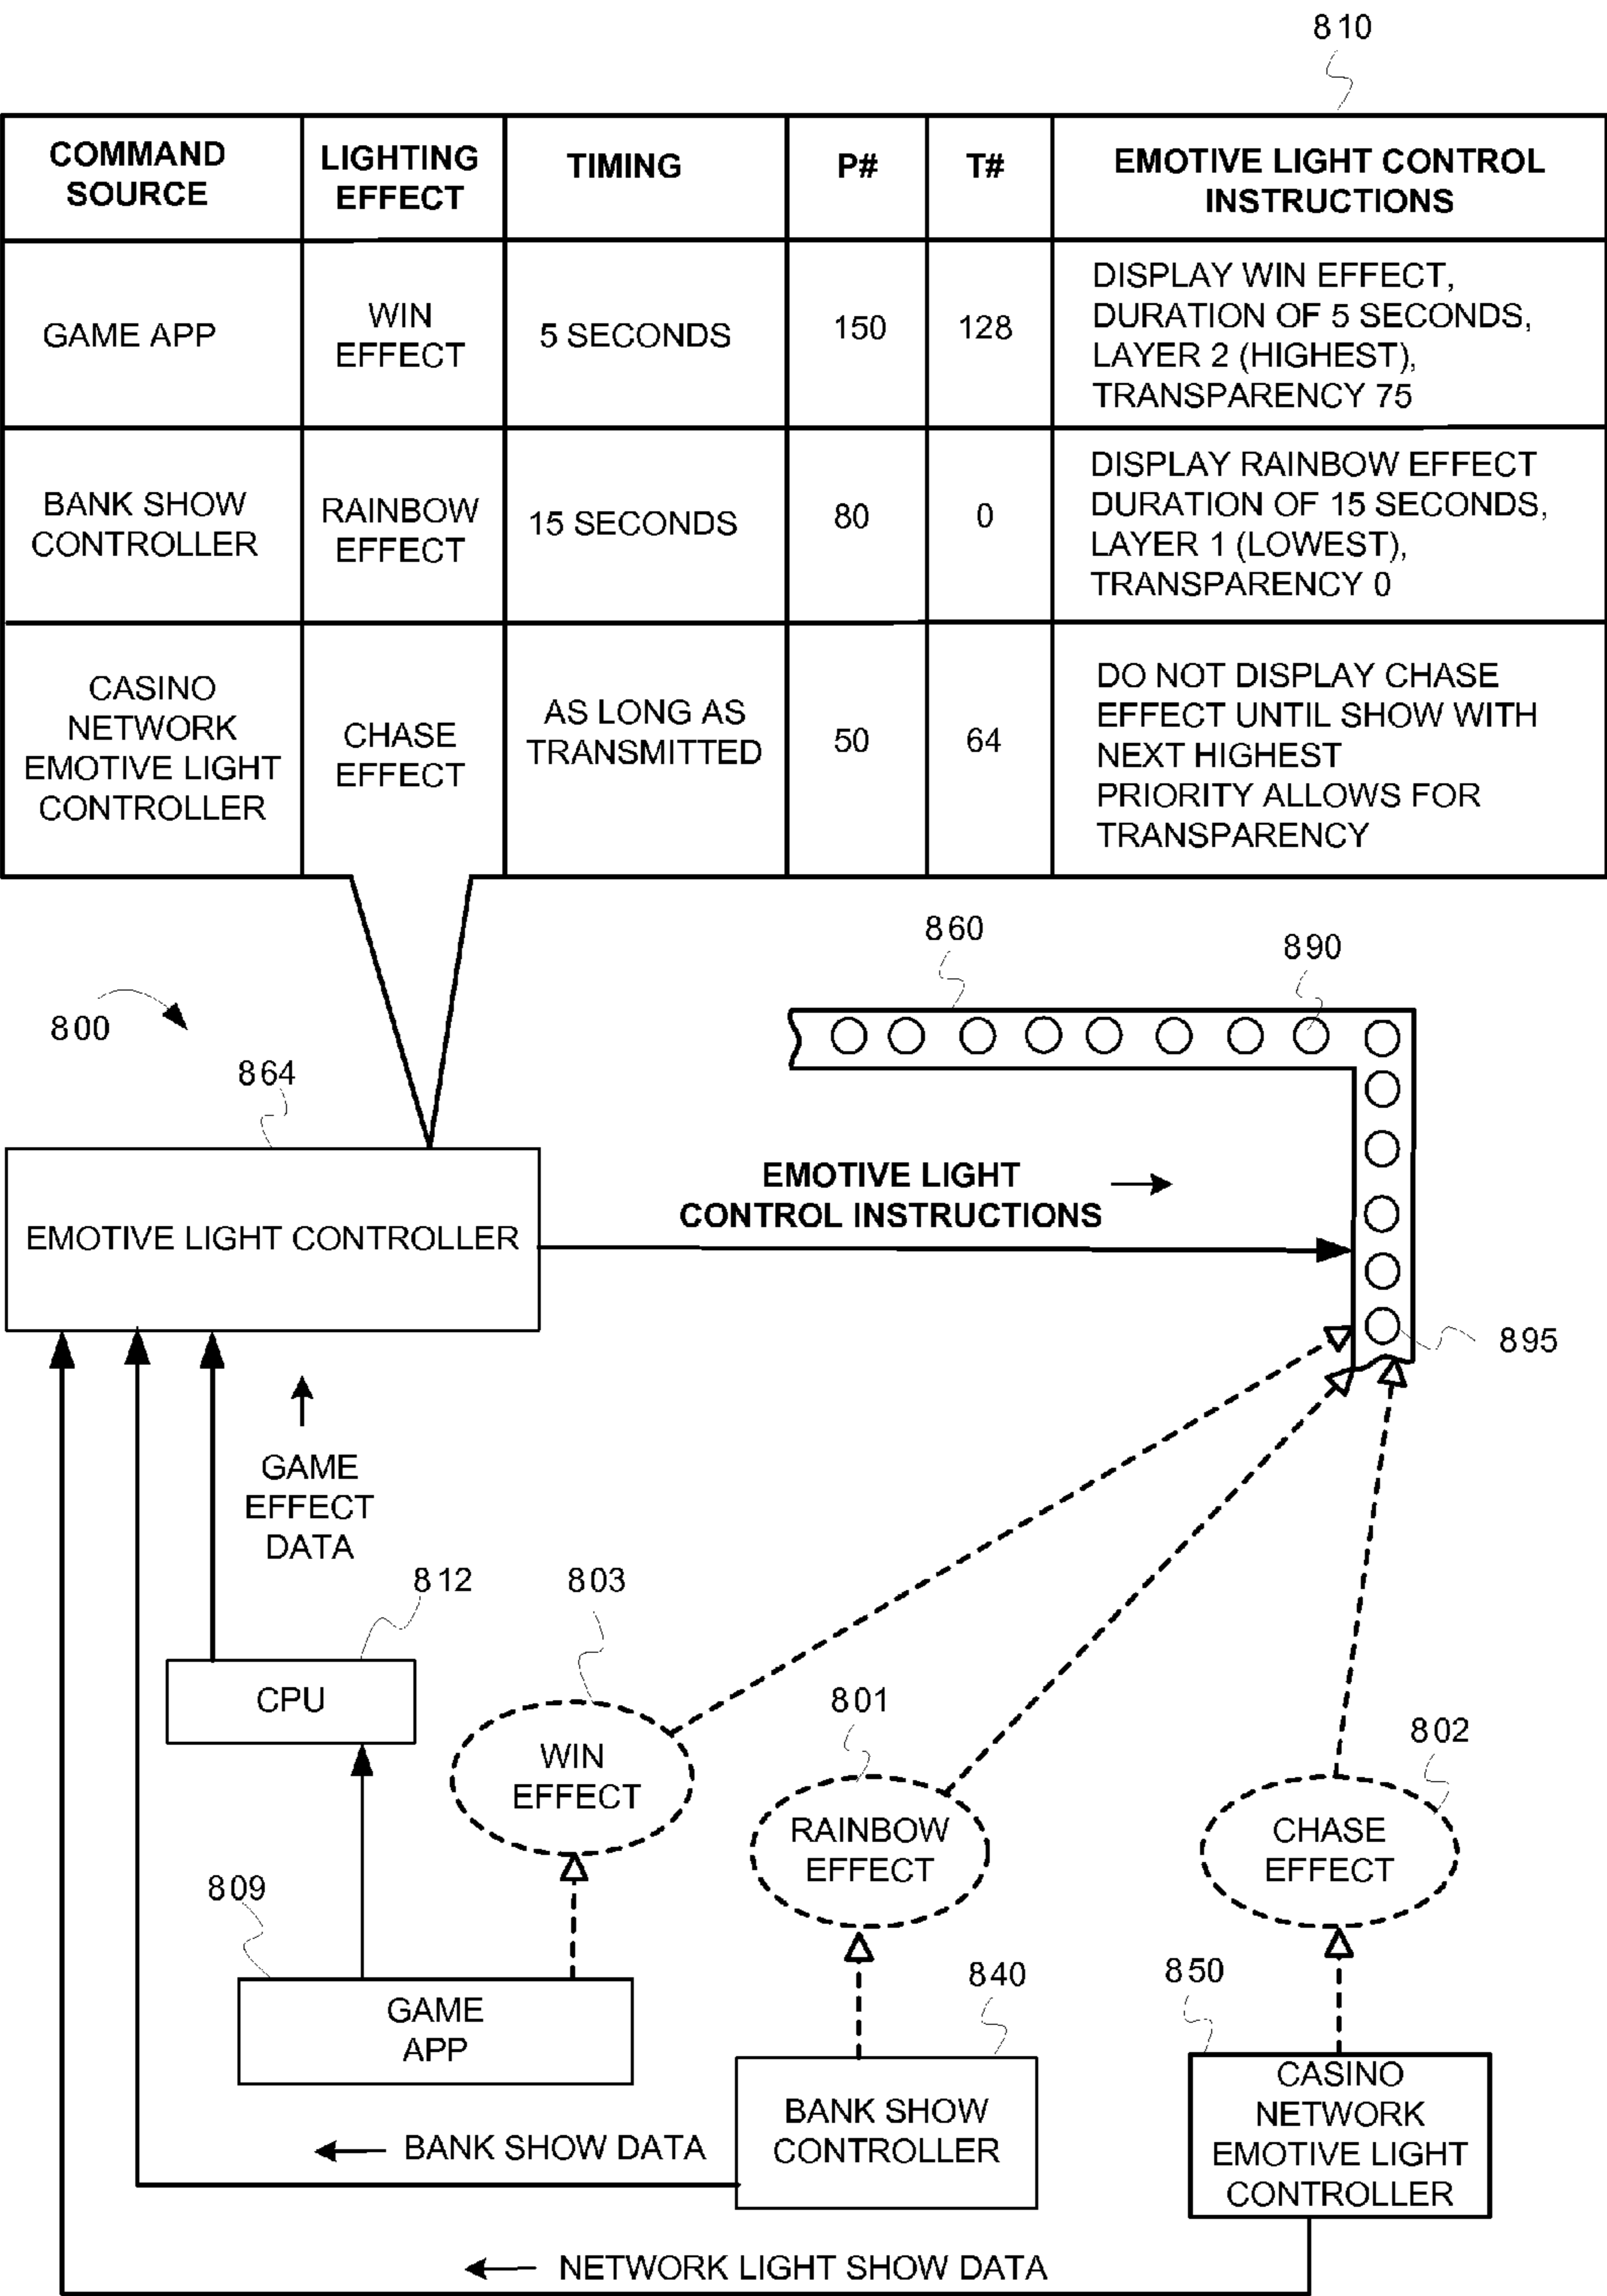 810
COMMAND
SOURCE
LIGHTING
EFFECT
TIMING
P#
T#
EMOTIVE LIGHT CONTROL
INSTRUCTIONS
GAME APP
WIN
EFFECT
5 SECONDS
150
128
DISPLAY WIN EFFECT,
DURATION OF 5 SECONDS,
LAYER 2 (HIGHEST),
TRANSPARENCY 75
BANK SHOW
CONTROLLER
RAINBOW
EFFECT
15 SECONDS
80
0
DISPLAY RAINBOW EFFECT
DURATION OF 15 SECONDS,
LAYER 1 (LOWEST),
TRANSPARENCY 0
CASINO
NETWORK
EMOTIVE LIGHT
CONTROLLER
CHASE
EFFECT
AS LONG AS
TRANSMITTED
50
64
DO NOT DISPLAY CHASE
EFFECT UNTIL SHOW WITH
NEXT HIGHEST
PRIORITY ALLOWS FOR
TRANSPARENCY
860
890
800
864
EMOTIVE LIGHT CONTROLLER
EMOTIVE LIGHT
CONTROL INSTRUCTIONS
895
GAME
EFFECT
DATA
812
803
CPU
WIN
EFFECT
801
802
RAINBOW
EFFECT
CHASE
EFFECT
809
GAME
APP
840
850
BANK SHOW
CONTROLLER
CASINO
NETWORK
EMOTIVE LIGHT
CONTROLLER
BANK SHOW DATA
NETWORK LIGHT SHOW DATA